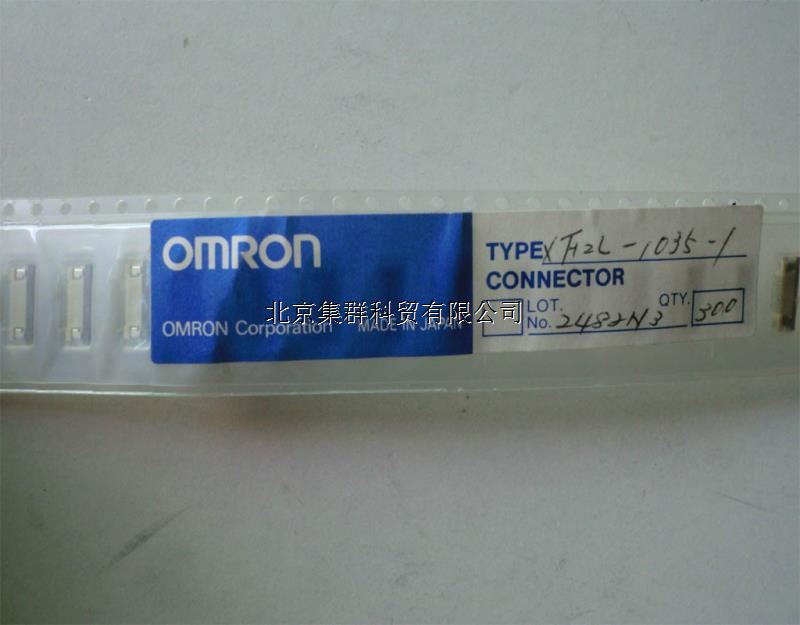 OMRON
OMRON Corporation MADE IN JAPAN
TYPE XF2L-1035-1
CONNECTOR
LOT. No. 2482N3 QTY. 300
北京集群科贸有限公司